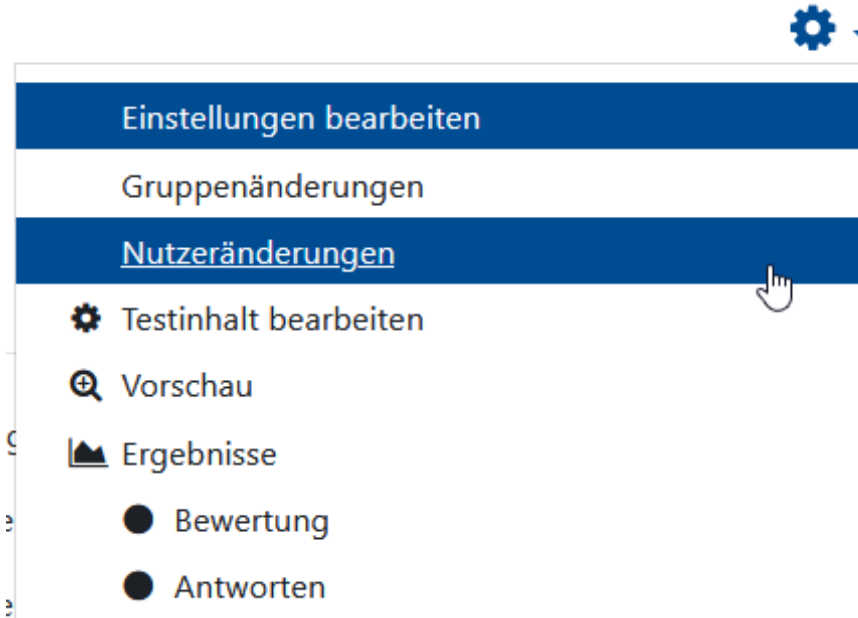 Einstellungen bearbeiten
Gruppenänderungen
Nutzeränderungen
Testinhalt bearbeiten
Vorschau
Ergebnisse
Bewertung
Antworten